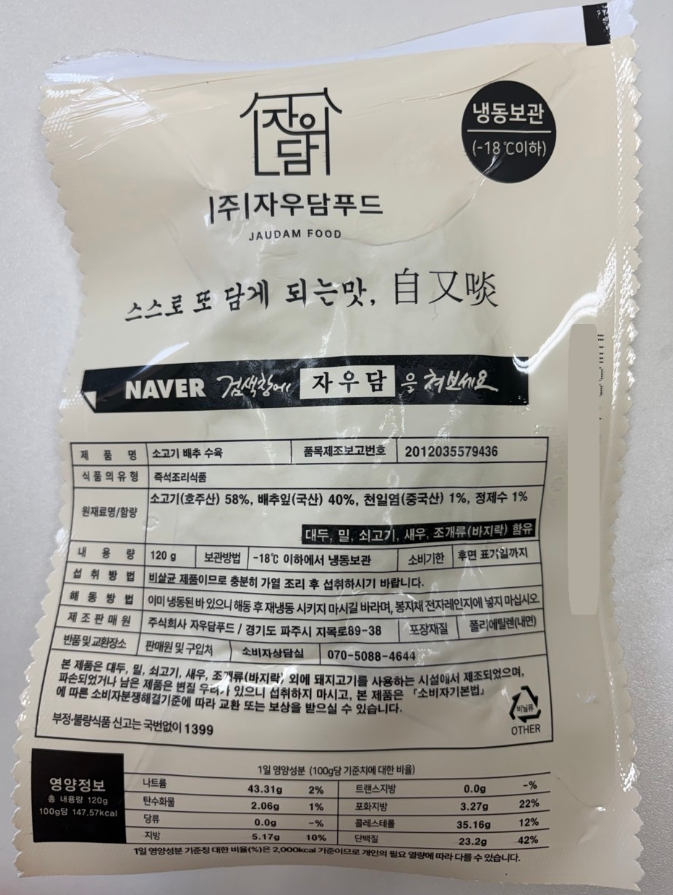 자우담
냉동보관
(-18℃이하)
|주|자우담푸드
JAUDAM FOOD
스스로 또 담게 되는맛, 自又啖
NAVER 검색창에 자우담 을 쳐보세요
제 품 명 소고기 배추 수육 품목제조보고번호 2012035579436
식품의유형 즉석조리식품
원재료명/함량 소고기(호주산) 58%, 배추잎(국산) 40%, 천일염(중국산) 1%, 정제수 1%
대두, 밀, 쇠고기, 새우, 조개류(바지락) 함유
내 용 량 120 g 보관방법 -18℃ 이하에서 냉동보관 소비기한 후면 표기일까지
섭 취 방 법 비살균 제품이므로 충분히 가열 조리 후 섭취하시기 바랍니다.
해 동 방 법 이미 냉동된 바 있으니 해동 후 재냉동 시키지 마시길 바라며, 봉지째 전자레인지에 넣지 마십시오.
제조판매원 주식회사 자우담푸드 / 경기도 파주시 지목로89-38 포장재질 폴리에틸렌(내면)
반품및교환장소 판매원 및 구입처 소비자상담실 070-5088-4644
본 제품은 대두, 밀, 쇠고기, 새우, 조개류(바지락) 외에 돼지고기를 사용하는 시설에서 제조되었으며,
파손되었거나 남은 제품은 변질 우려가 있으니 섭취하지 마시고, 본 제품은 「소비자기본법」
에 따른 소비자분쟁해결기준에 따라 교환 또는 보상을 받으실 수 있습니다.
부정·불량식품 신고는 국번없이 1399
비닐류
OTHER
영양정보
총 내용량 120g
100g당 147.57kcal
1일 영양성분 (100g당 기준치에 대한 비율)
나트륨 43.31g 2% 트랜스지방 0.0g -%
탄수화물 2.06g 1% 포화지방 3.27g 22%
당류 0.0g -% 콜레스테롤 35.16g 12%
지방 5.17g 10% 단백질 23.2g 42%
1일 영양성분 기준징 대한 비율(%)은 2,000kcal 기준이므로 개인의 필요 열량에 따라 다를 수 있습니다.